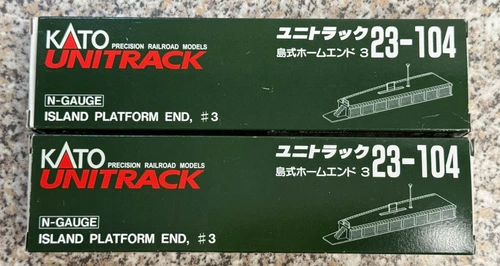 KATO
PRECISION RAILROAD MODELS
UNITRACK
N-GAUGE
ISLAND PLATFORM END, #3
ユニトラック 23-104
島式ホームエンド 3
KATO
PRECISION RAILROAD MODELS
UNITRACK
N-GAUGE
ISLAND PLATFORM END, #3
ユニトラック 23-104
島式ホームエンド 3